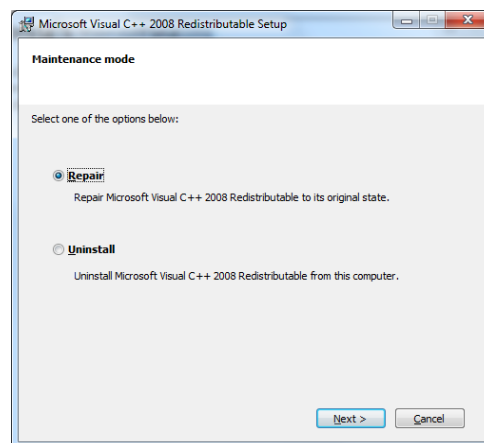 Microsoft Visual C++ 2008 Redistributable Setup
Maintenance mode
Select one of the options below:
Repair
Repair Microsoft Visual C++ 2008 Redistributable to its original state.
Uninstall
Uninstall Microsoft Visual C++ 2008 Redistributable from this computer.
Next >
Cancel